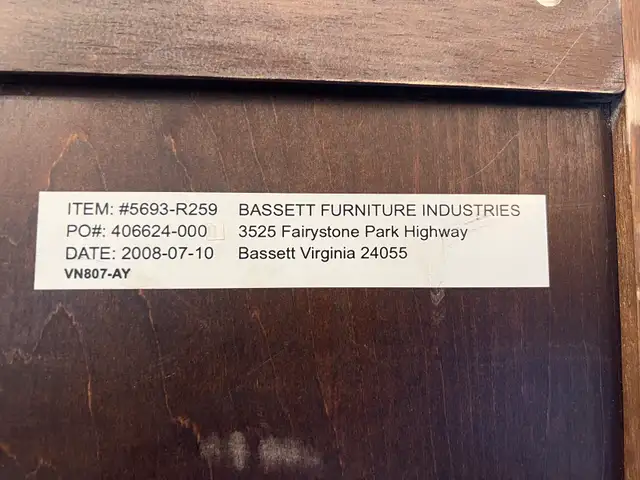 ITEM: #5693-R259 BASSETT FURNITURE INDUSTRIES
PO#: 406624-000 3525 Fairystone Park Highway
DATE: 2008-07-10 Bassett Virginia 24055
VN807-AY